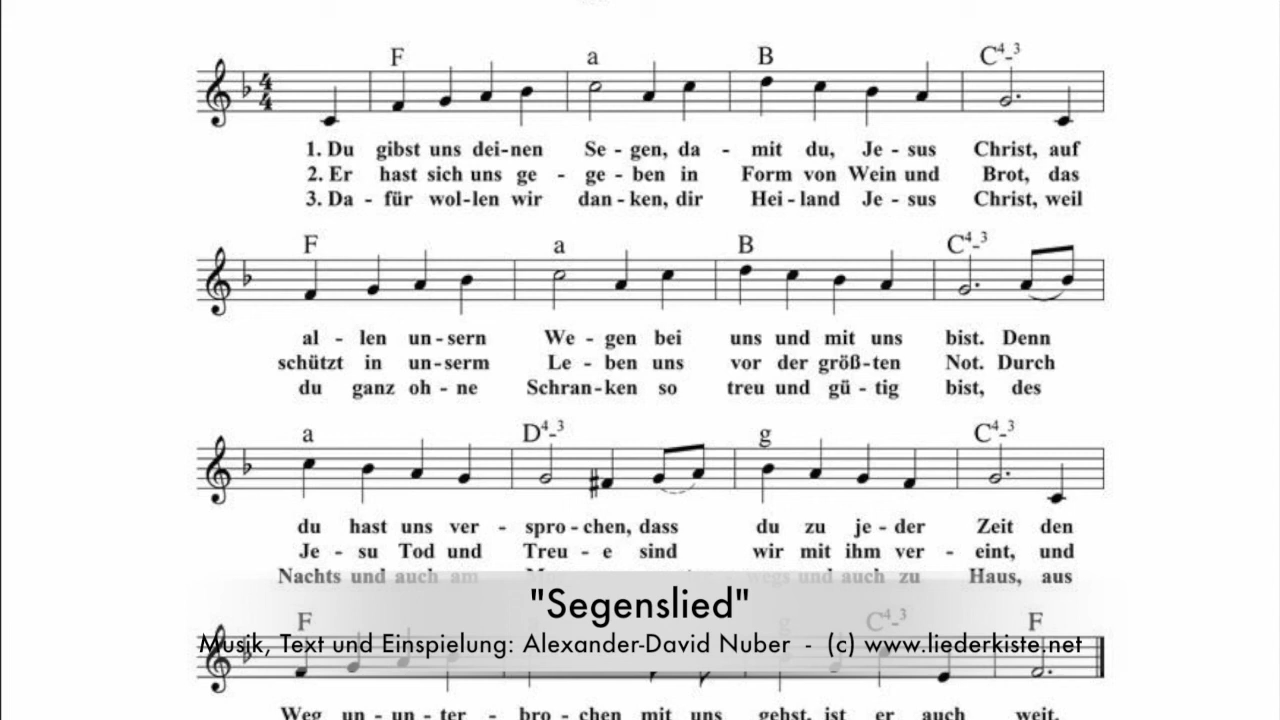 F a B C4-3
1. Du gibst uns dei-nen Se - gen, da - mit du, Je - sus Christ, auf
2. Er hast sich uns ge - ge - ben in Form von Wein und Brot, das
3. Da - für wol-len wir dan - ken, dir Hei - land Je - sus Christ, weil
F a B C4-3
al - len un-sern We - gen bei uns und mit uns bist. Denn
schützt in un-serm Le - ben uns vor der größ-ten Not. Durch
du ganz oh - ne Schran-ken so treu und gü - tig bist, des
a D4-3 g C4-3
du hast uns ver - spro-chen, dass du zu je-der Zeit den
Je - su Tod und Treu - e sind wir mit ihm ver - eint, und
Nachts und auch am wegs und auch zu Haus, aus
"Segenslied"
F g C4-3 F
Musik, Text und Einspielung: Alexander-David Nuber - (c) www.liederkiste.net
Weg un-un-ter - bro-chen mit uns gehst, ist er auch weit.